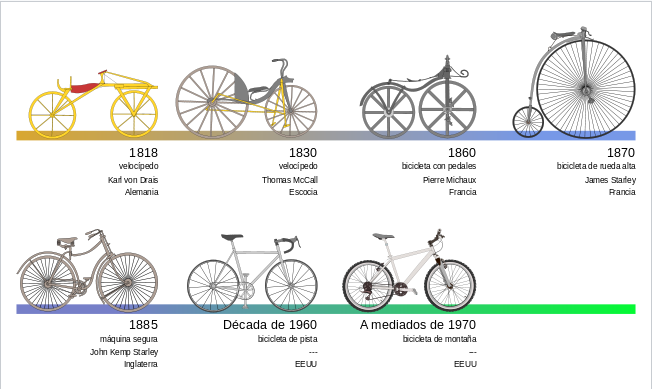 1818
velocípedo
Karl von Drais
Alemania
1830
velocípedo
Thomas McCall
Escocia
1860
bicicleta con pedales
Pierre Michaux
Francia
1870
bicicleta de rueda alta
James Starley
Francia
1885
máquina segura
John Kemp Starley
Inglaterra
Década de 1960
bicicleta de pista
---
EEUU
A mediados de 1970
bicicleta de montaña
---
EEUU